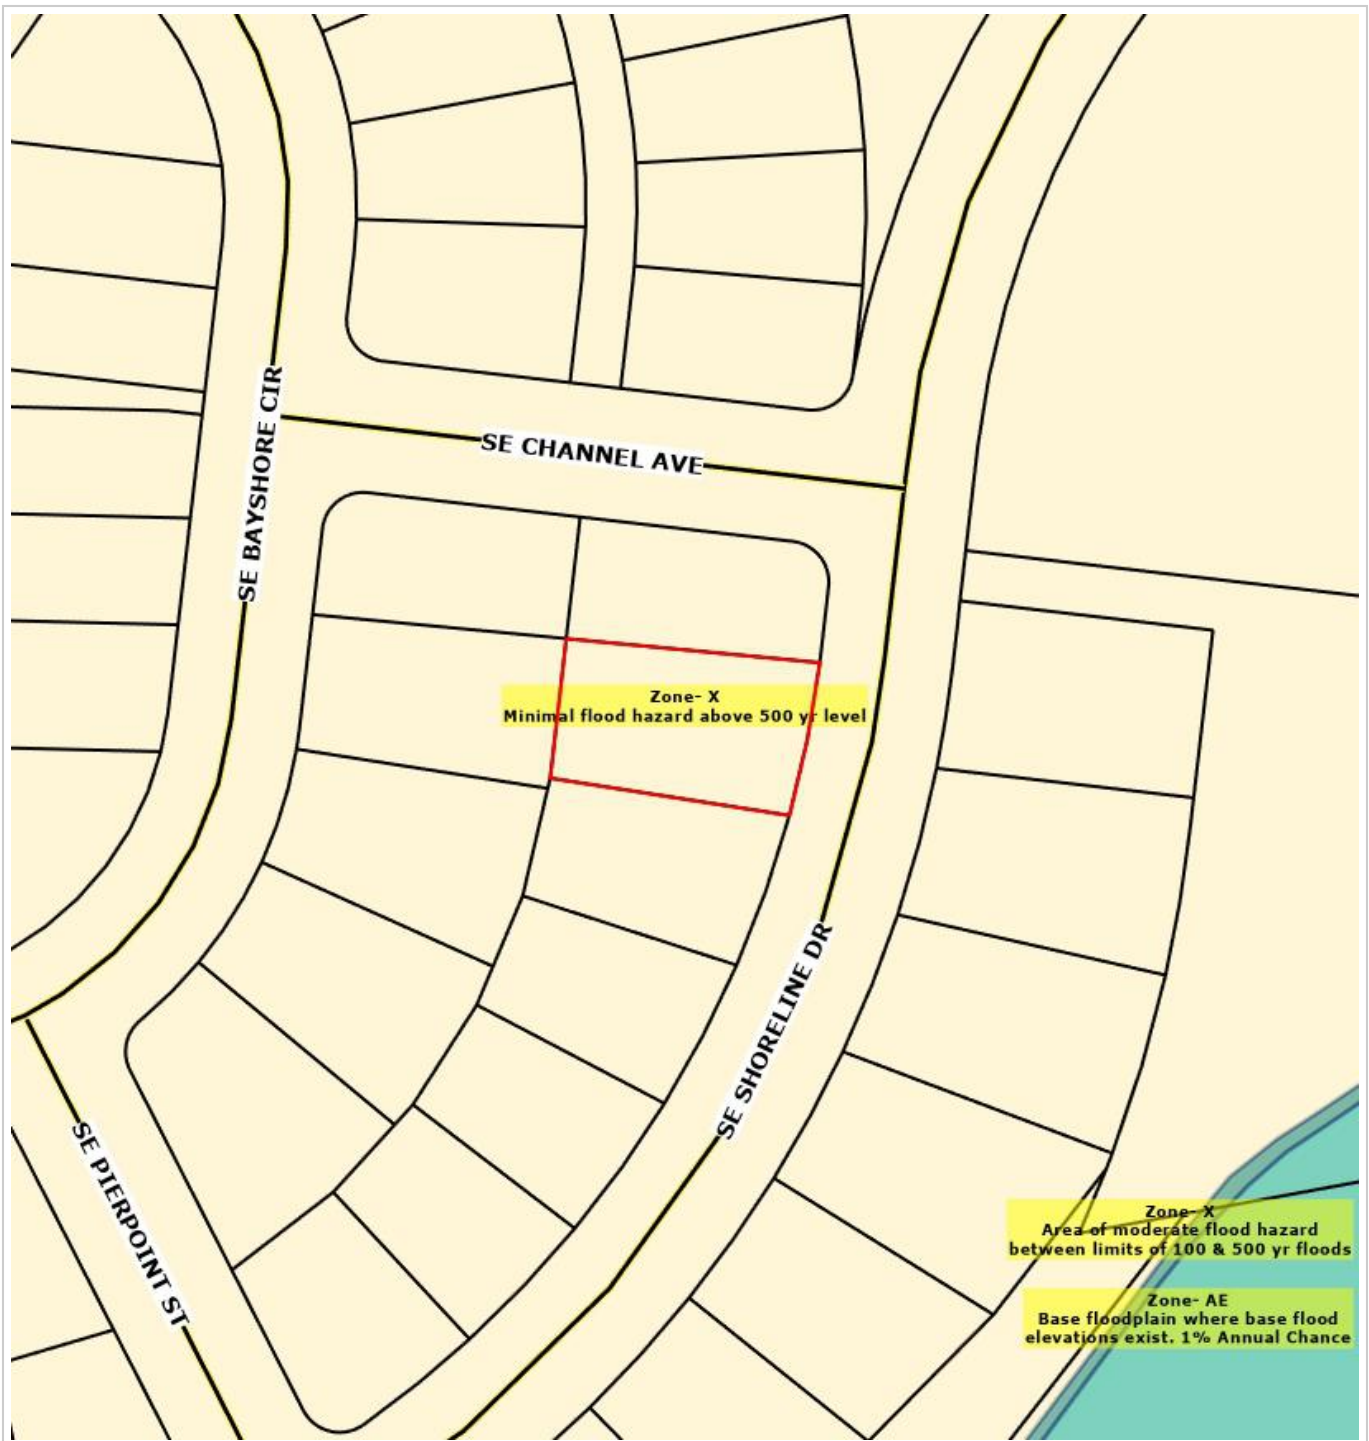 SE BAYSHORE CIR
SE CHANNEL AVE
Zone- X
Minimal flood hazard above 500 yr level
SE SHORELINE DR
SE PIERPOINT ST
Zone- X
Area of moderate flood hazard
between limits of 100 & 500 yr floods
Zone- AE
Base floodplain where base flood
elevations exist. 1% Annual Chance